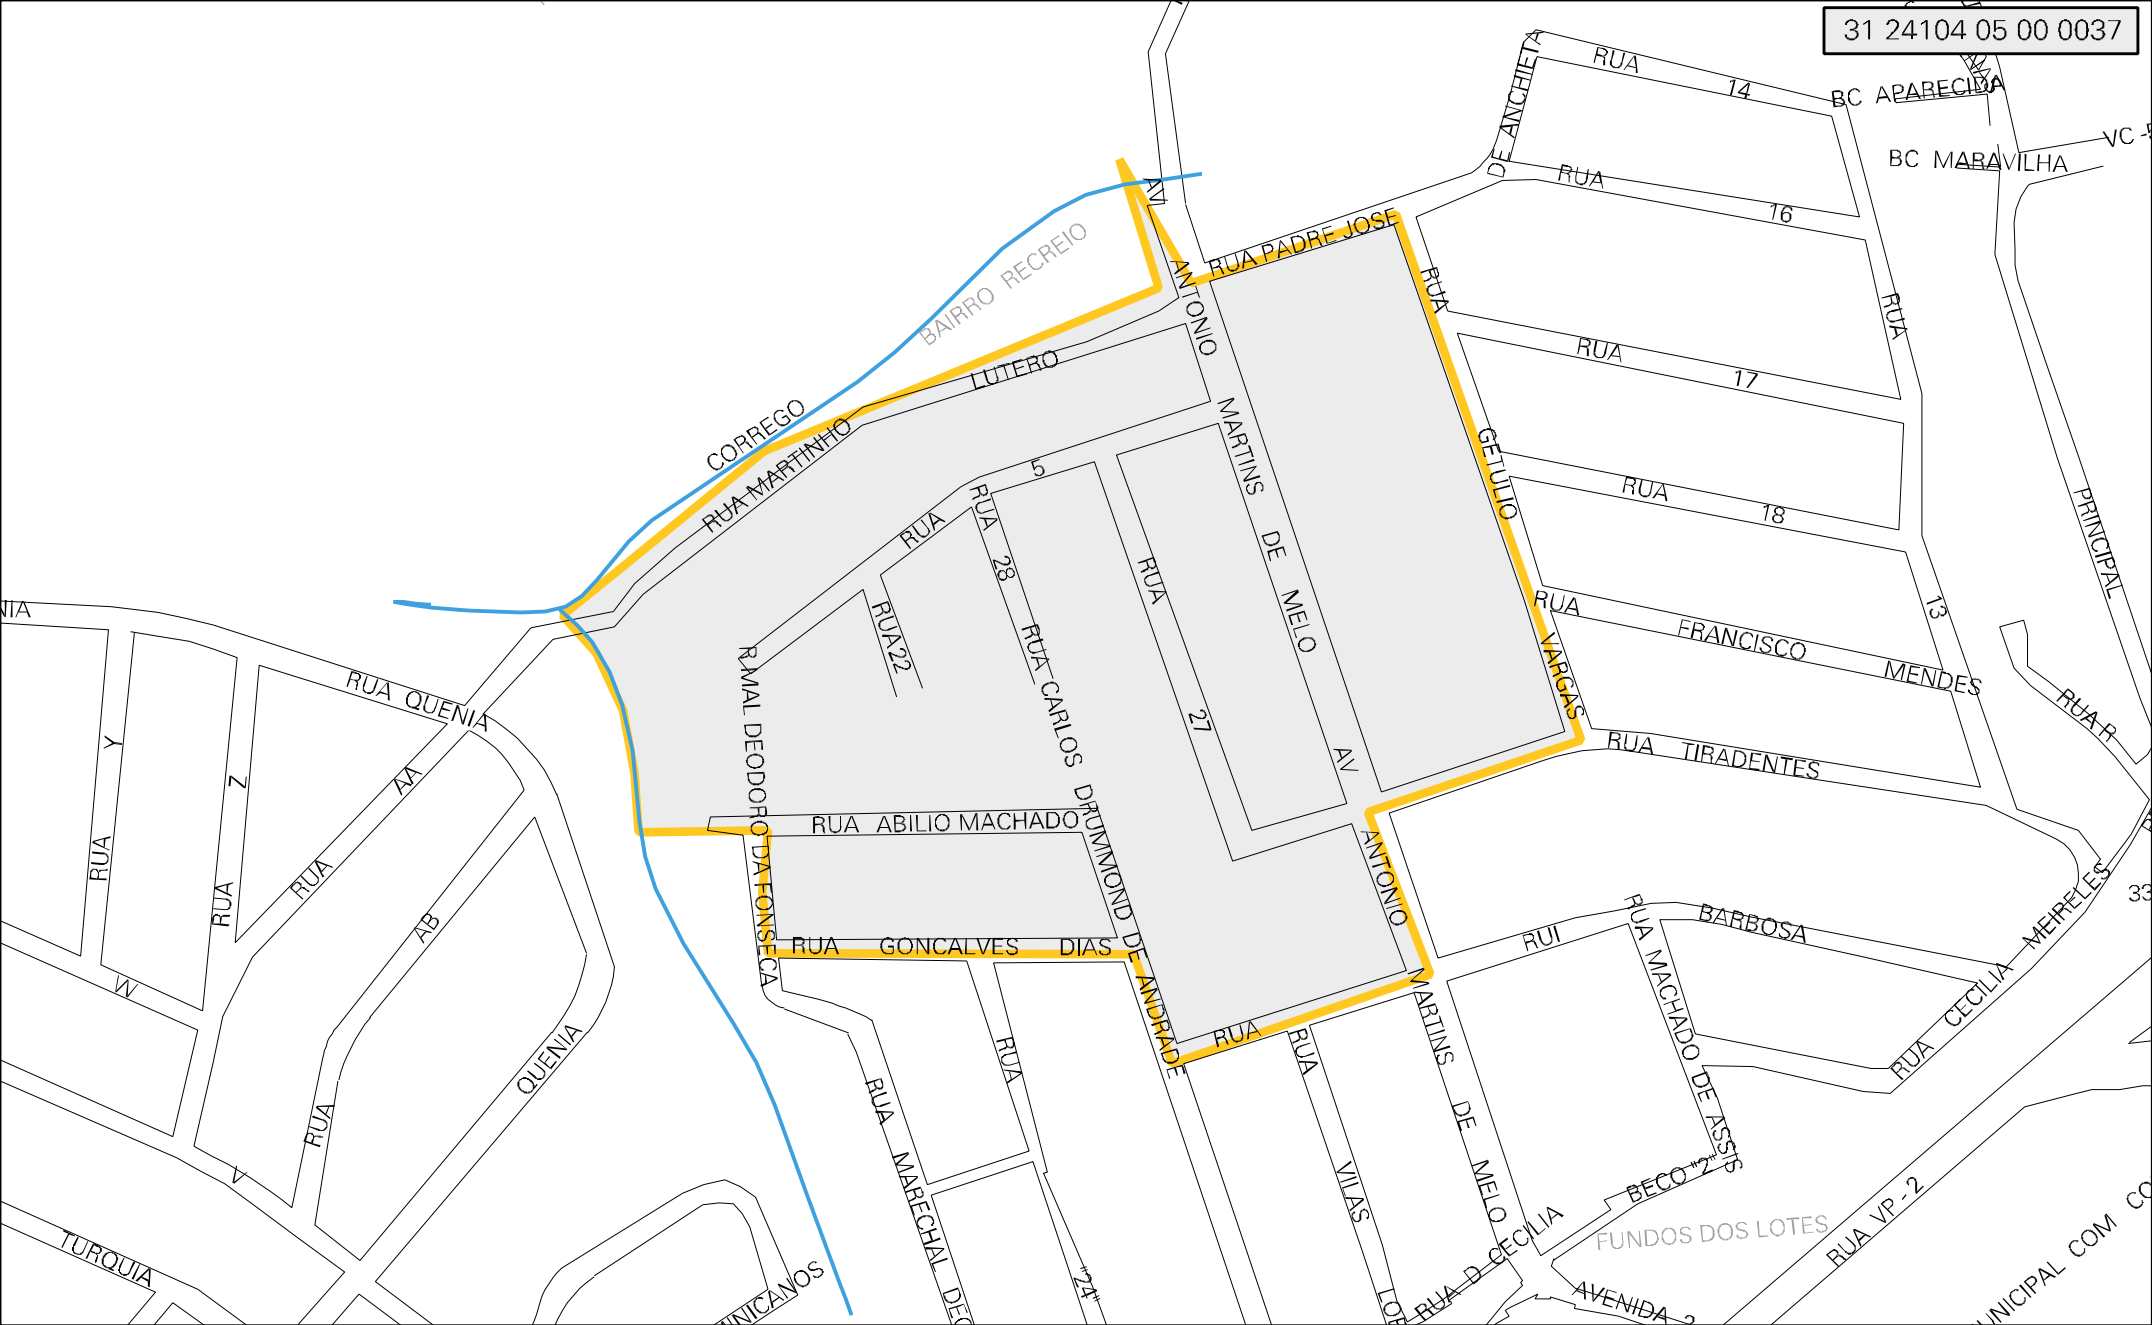 31 24104 05 00 0037
RUA 14
BC APARECIDA
BC MARAVILHA
DE ANCHIETA
RUA 16
RUA PADRE JOSE
BAIRRO RECREIO
AV ANTONIO MARTINS DE MELO
RUA 17
RUA 13
RUA GETULIO VARGAS
CORREGO
RUA MARTINHO LUTERO
RUA 5
RUA 18
PRINCIPAL
RUA 28
RUA22
RUA 27
RUA FRANCISCO MENDES
RUA R
RUA CARLOS DRUMMOND DE ANDRADE
R MAL DEODORO DA FONSECA
RUA QUENIA
RUA Y
RUA Z
RUA AA
RUA TIRADENTES
RUA ABILIO MACHADO
AV ANTONIO MARTINS DE MELO
RUA GONCALVES DIAS
RUA AB
W
RUA RUI BARBOSA
RUA MACHADO DE ASSIS
RUA CECILIA MEIRELES
33
QUENIA
RUA "24"
RUA MARECHAL
RUA VILAS
V
TURQUIA
BECO "2"
RUA D CECILIA
FUNDOS DOS LOTES
RUA VP - 2
AVENIDA 2